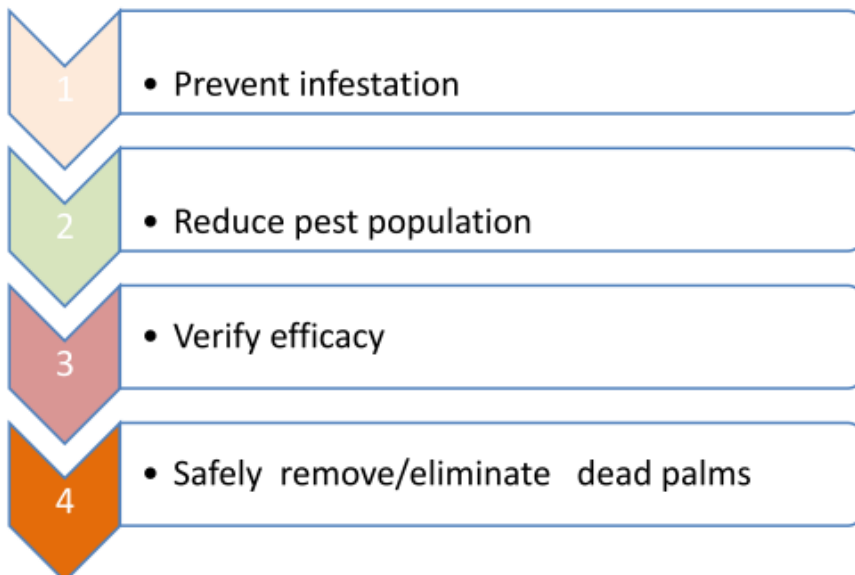 1
• Prevent infestation
2
• Reduce pest population
3
• Verify efficacy
4
• Safely remove/eliminate dead palms